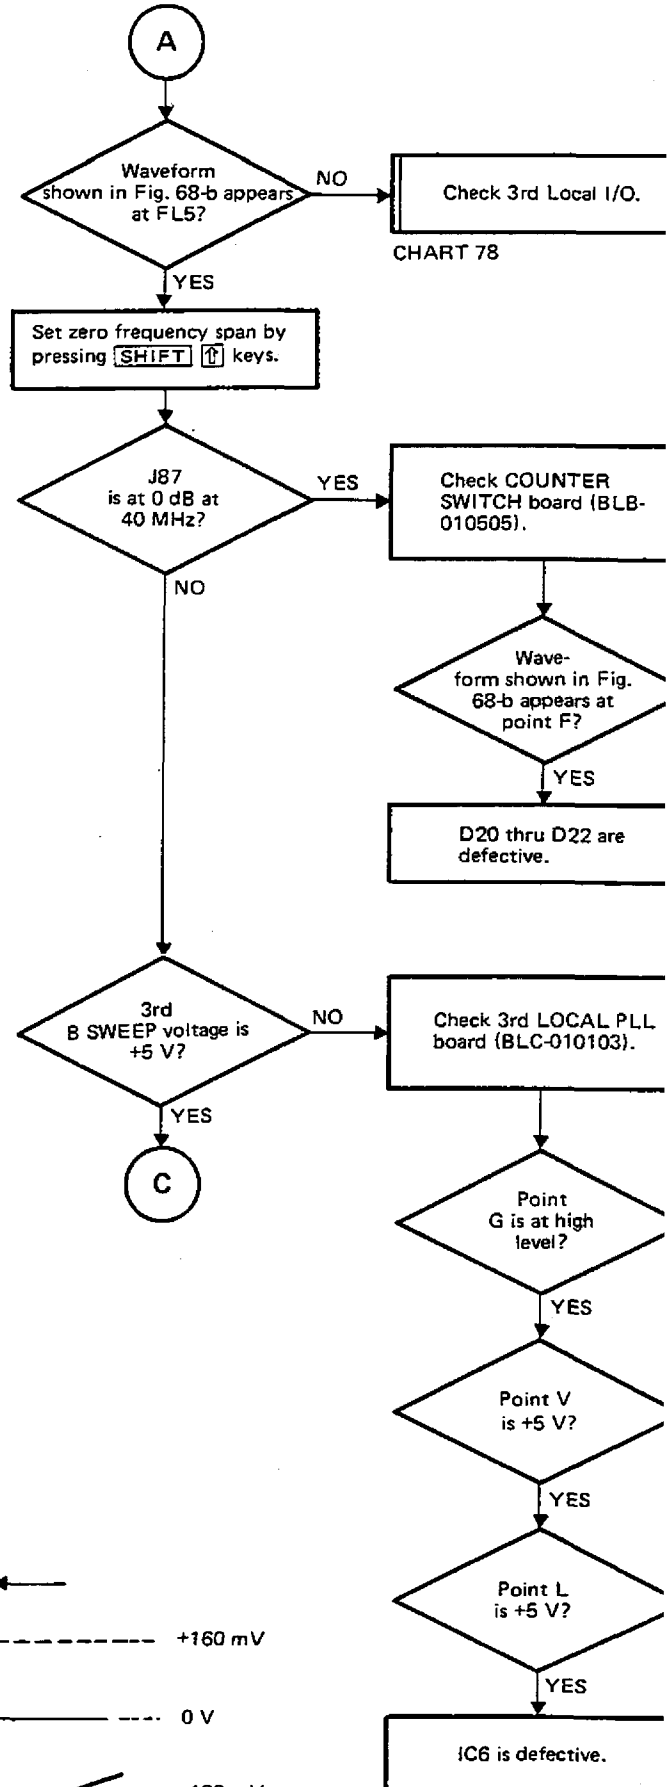 A
Waveform
shown in Fig. 68-b appears
at FL5?
NO
Check 3rd Local I/O.
CHART 78
YES
Set zero frequency span by
pressing SHIFT ⇧ keys.
J87
is at 0 dB at
40 MHz?
YES
Check COUNTER
SWITCH board (BLB-
010505).
NO
Wave-
form shown in Fig.
68-b appears at
point F?
YES
D20 thru D22 are
defective.
3rd
B SWEEP voltage is
+5 V?
NO
Check 3rd LOCAL PLL
board (BLC-010103).
YES
C
Point
G is at high
level?
YES
Point V
is +5 V?
YES
Point L
is +5 V?
YES
IC6 is defective.
+160 mV
0 V